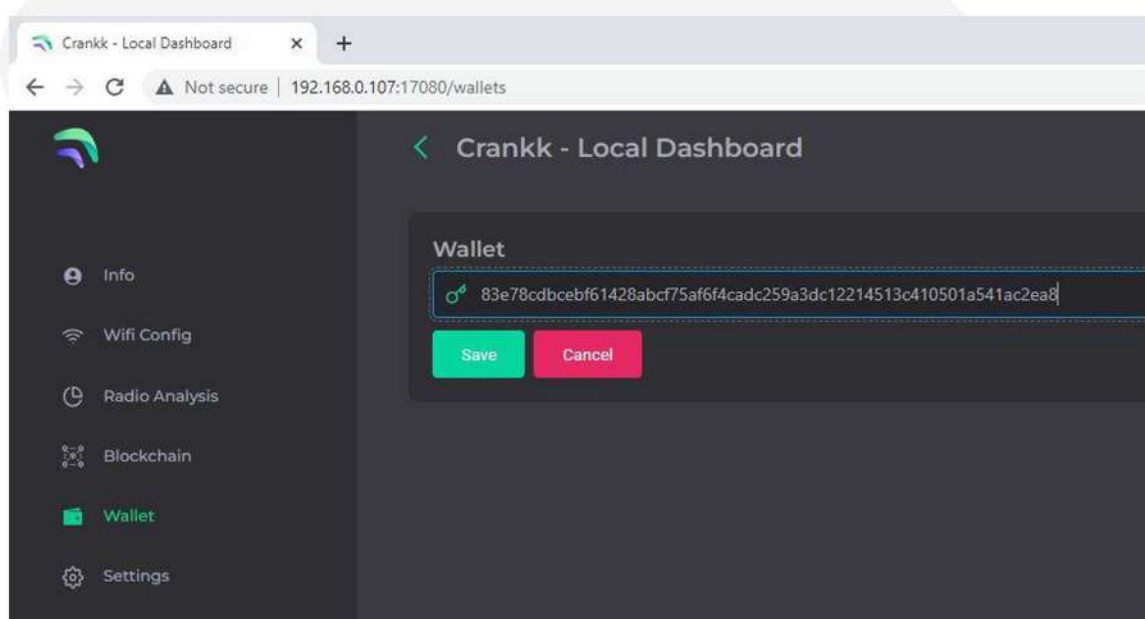 Crankk - Local Dashboard
Not secure | 192.168.0.107:17080/wallets
Crankk - Local Dashboard
Wallet
83e78cdbcebf61428abcf75af6f4cadc259a3dc12214513c410501a541ac2ea8
Save Cancel
Info
Wifi Config
Radio Analysis
Blockchain
Wallet
Settings